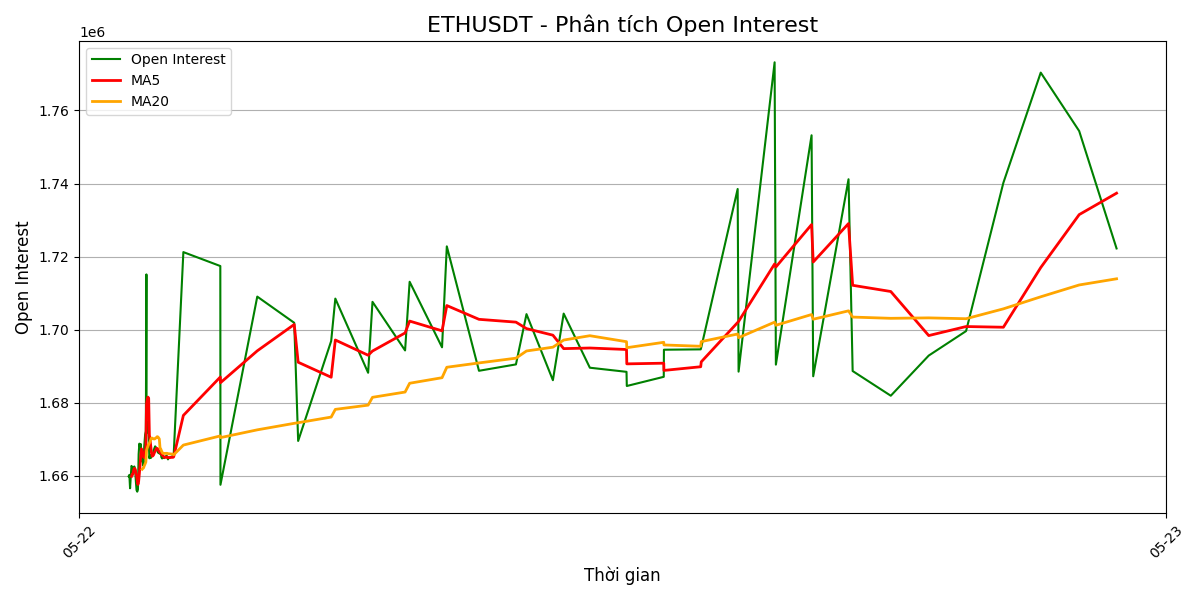 ETHUSDT - Phân tích Open Interest
1e6
Open Interest
MA5
MA20
1.76
1.74
1.72
1.70
1.68
1.66
Open Interest
05-22
05-23
Thời gian